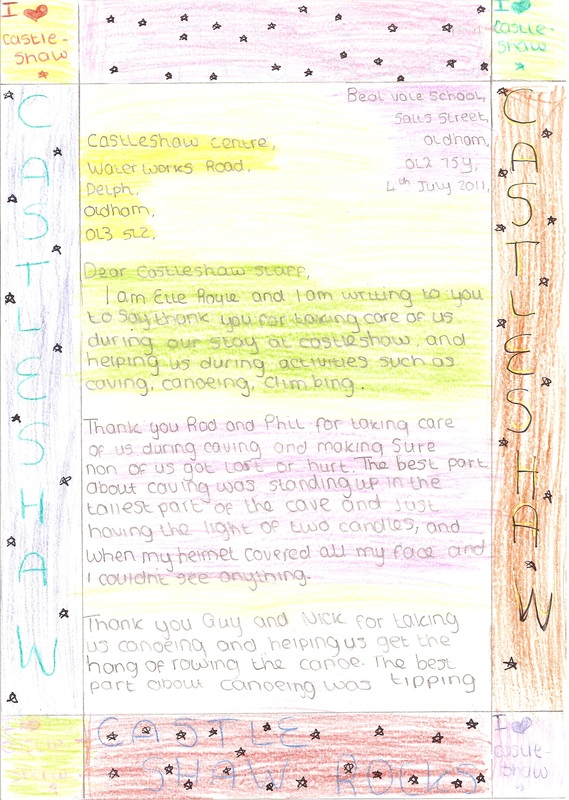 I ❤
Castle-
Shaw
I ❤
Castle-
Shaw
CASTLESHAW
CASTLESHAW
Beal Vale School,
Salts Street,
Oldham,
OL2 7SY,
4th July 2011,
Castleshaw Centre,
Waterworks Road,
Delph,
Oldham,
OL3 5LZ,
Dear Castleshaw Staff,
I am Elle Royle and I am writing to you
to say thank you for taking care of us
during our stay at castleshaw, and
helping us during activities such as
caving, canoeing, climbing.
Thank you Rod and Phil for taking care
of us during caving and making Sure
non of us got lost or hurt. The best part
about caving was standing up in the
tallest part of the cave and Just
having the light of two candles, and
when my helmet covered all my face and
I couldn't see anything.
Thank you Guy and Nick for taking
us canoeing and helping us get the
hang of rowing the canoe. The best
part about canoeing was tipping
CASTLE
SHAW ROCKS
I ❤
Castle-
Shaw